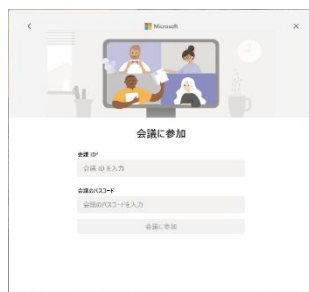 Microsoft
会議に参加
会議 ID*
会議 ID を入力
会議のパスコード
会議のパスコードを入力
会議に参加